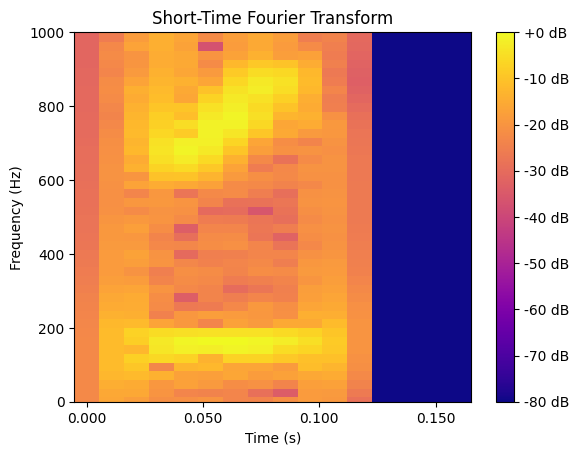 Short-Time Fourier Transform
1000
800
600
400
200
0
Frequency (Hz)
0.000
0.050
0.100
0.150
Time (s)
+0 dB
-10 dB
-20 dB
-30 dB
-40 dB
-50 dB
-60 dB
-70 dB
-80 dB